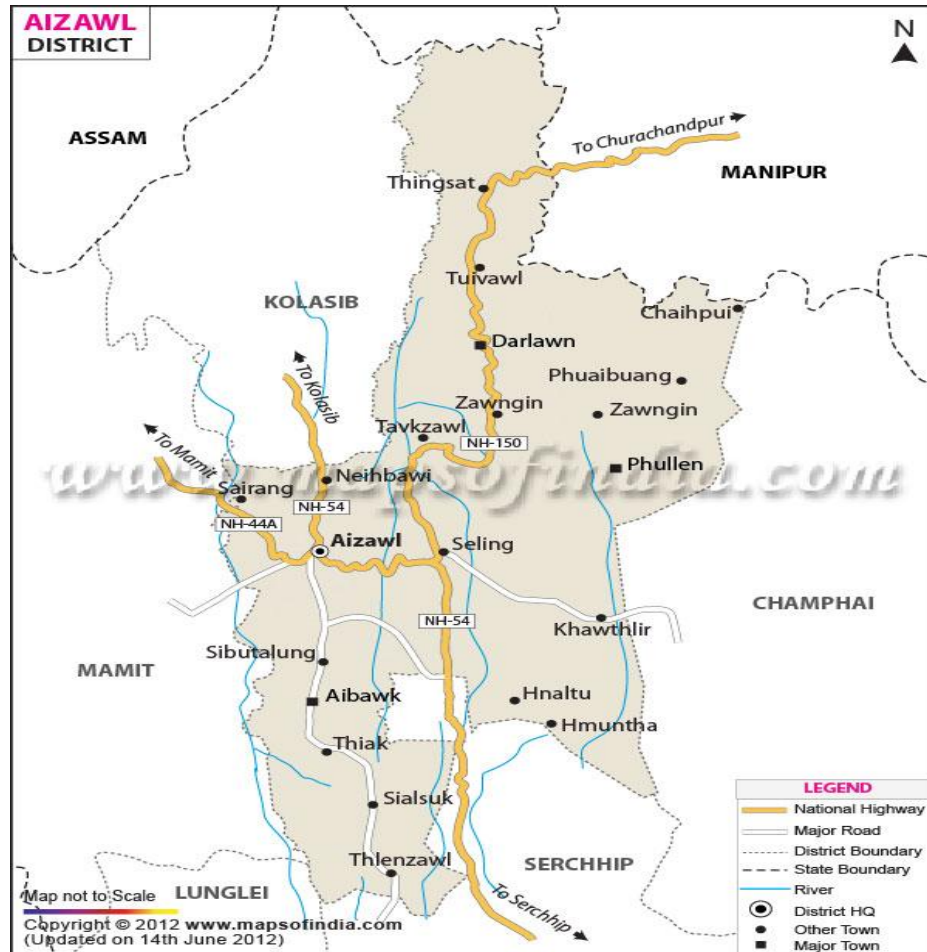 AIZAWL
DISTRICT
N
ASSAM
To Churachandpur
MANIPUR
Thingsat
Tuivawl
KOLASIB
Chaihpui
Darlawn
Phuaibuang
To Kolasib
Zawngin
Zawngin
Tavkzawl
To Mamit
NH-150
Phullen
www.mapsofindia.com
Neihbawi
Sairang
NH-54
NH-44A
Aizawl
Seling
CHAMPHAI
NH-54
Khawthlir
MAMIT
Sibutalung
Aibawk
Hnaltu
Hmuntha
Thiak
Sialsuk
Thlenzawl
SERCHHIP
LUNGLEI
To Serchhip
LEGEND
National Highway
Major Road
District Boundary
State Boundary
River
District HQ
Other Town
Major Town
Map not to Scale
Copyright © 2012 www.mapsofindia.com
(Updated on 14th June 2012)